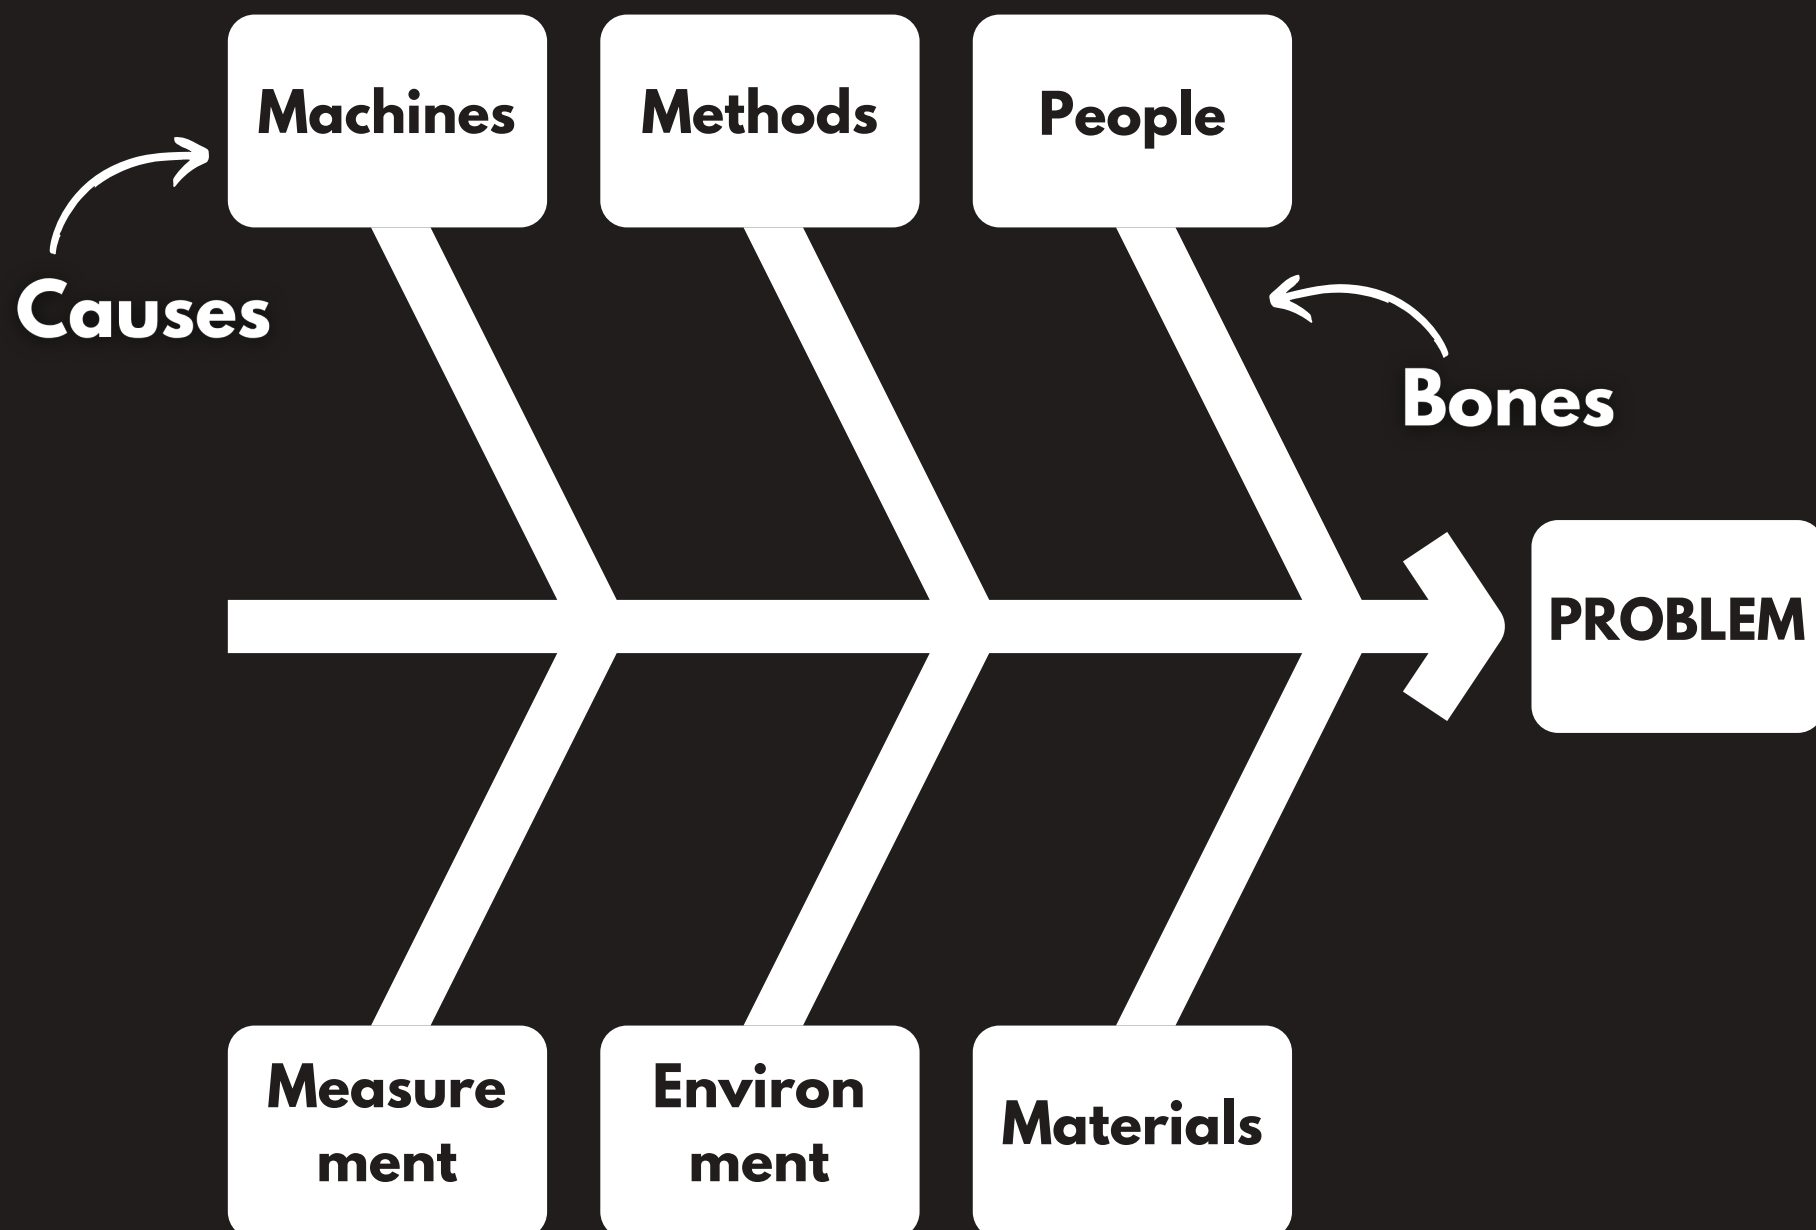 Machines
Methods
People
Causes
Bones
PROBLEM
Measure
ment
Environ
ment
Materials